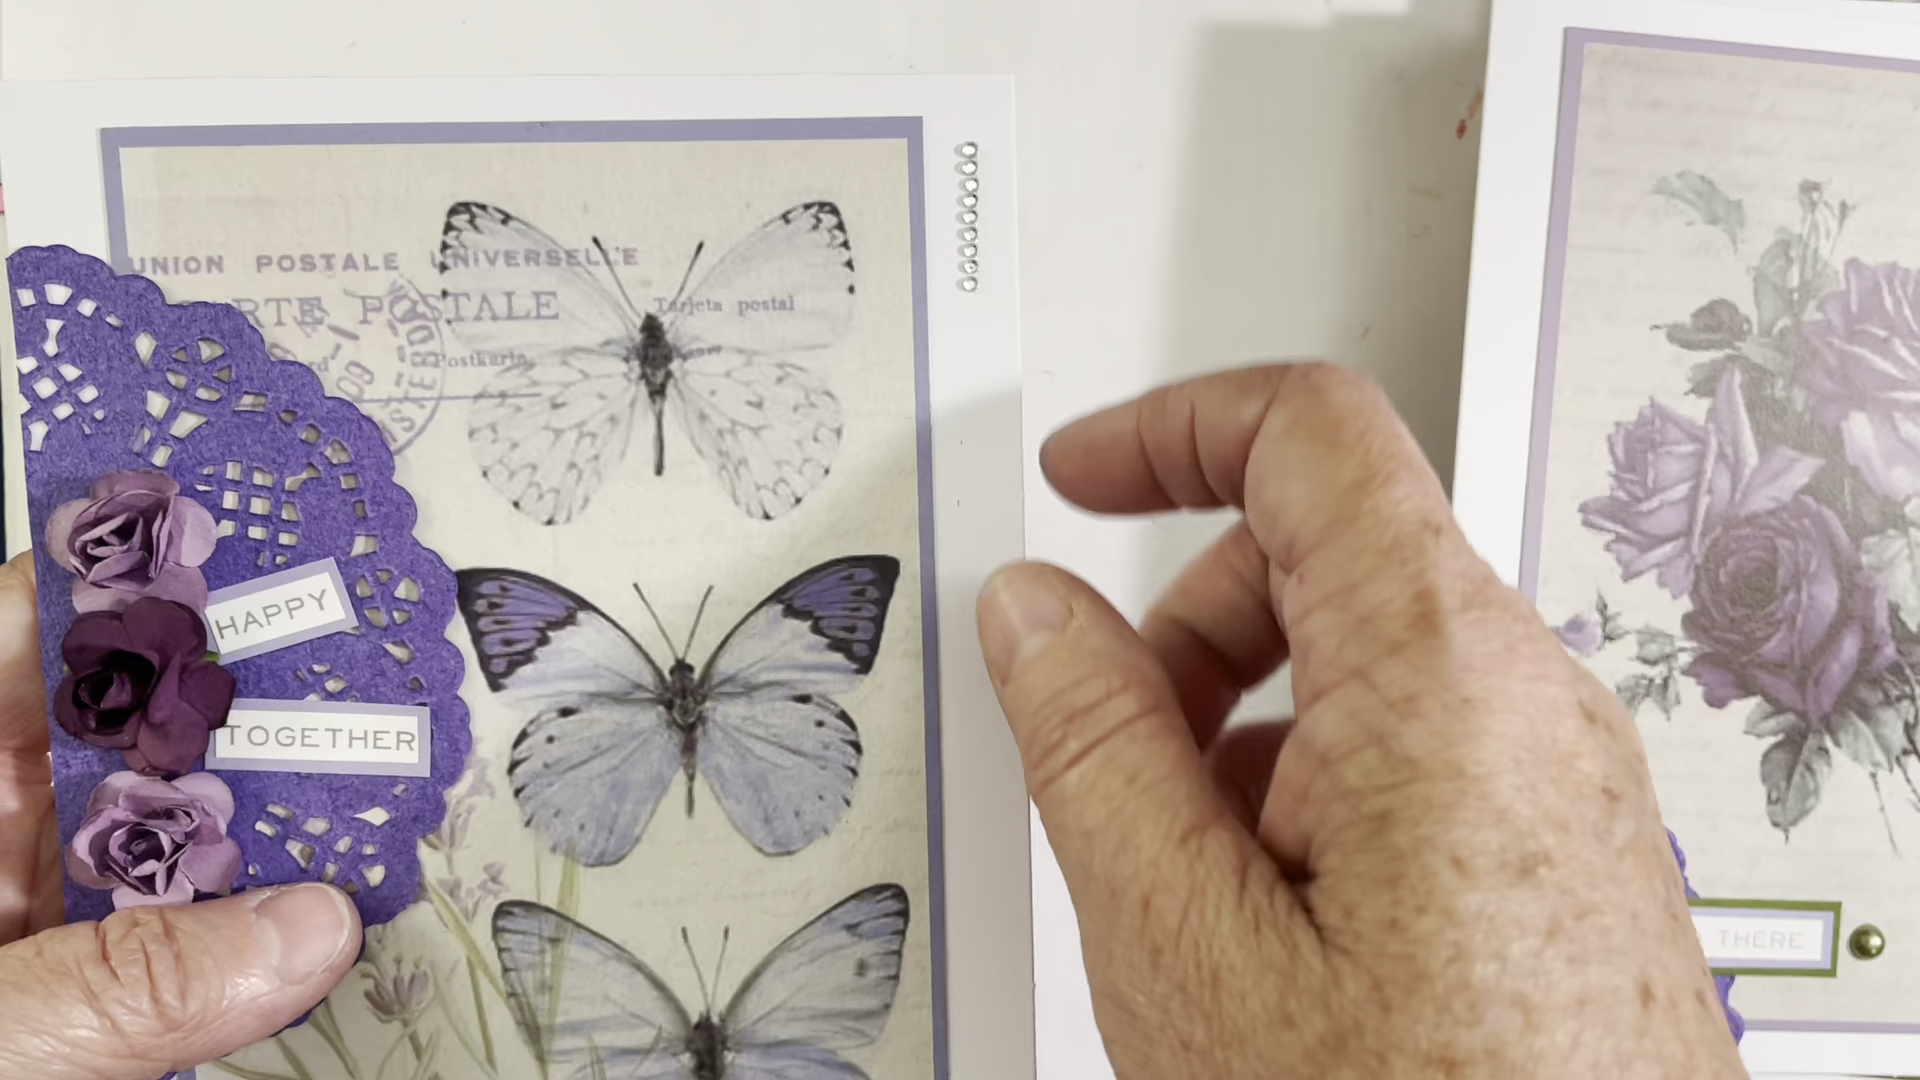 UNION POSTALE UNIVERSELLE
CARTE POSTALE
Tarjeta postal
Postkarte
HAPPY
TOGETHER
THERE